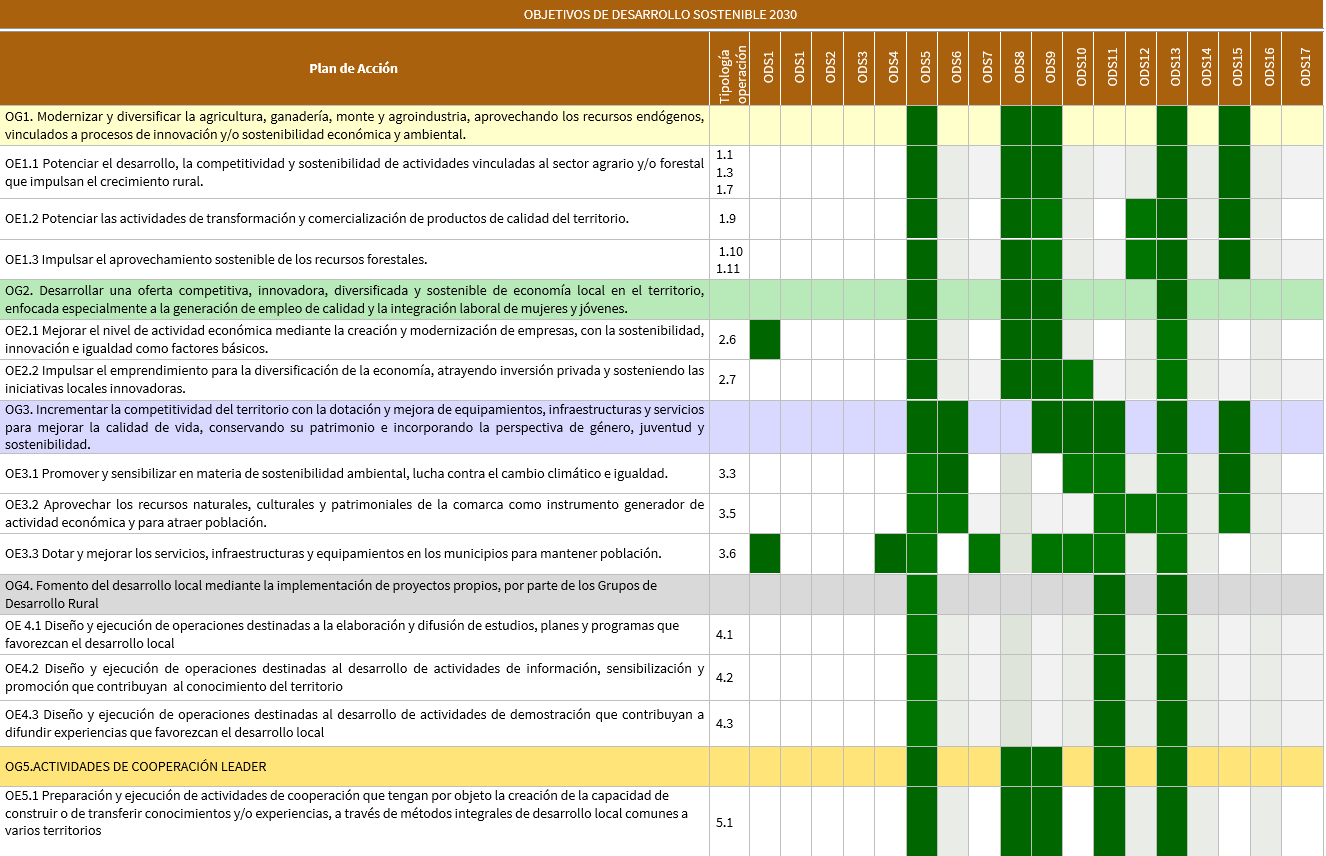 OBJETIVOS DE DESARROLLO SOSTENIBLE 2030
Plan de Acción
Tipología
operación
ODS1
ODS1
ODS2
ODS3
ODS4
ODS5
ODS6
ODS7
ODS8
ODS9
ODS10
ODS11
ODS12
ODS13
ODS14
ODS15
ODS16
ODS17
OG1. Modernizar y diversificar la agricultura, ganadería, monte y agroindustria, aprovechando los recursos endógenos,
vinculados a procesos de innovación y/o sostenibilidad económica y ambiental.
OE1.1 Potenciar el desarrollo, la competitividad y sostenibilidad de actividades vinculadas al sector agrario y/o forestal
que impulsan el crecimiento rural.
1.1
1.3
1.7
OE1.2 Potenciar las actividades de transformación y comercialización de productos de calidad del territorio.
1.9
OE1.3 Impulsar el aprovechamiento sostenible de los recursos forestales.
1.10
1.11
OG2. Desarrollar una oferta competitiva, innovadora, diversificada y sostenible de economía local en el territorio,
enfocada especialmente a la generación de empleo de calidad y la integración laboral de mujeres y jóvenes.
OE2.1 Mejorar el nivel de actividad económica mediante la creación y modernización de empresas, con la sostenibilidad,
innovación e igualdad como factores básicos.
2.6
OE2.2 Impulsar el emprendimiento para la diversificación de la economía, atrayendo inversión privada y sosteniendo las
iniciativas locales innovadoras.
2.7
OG3. Incrementar la competitividad del territorio con la dotación y mejora de equipamientos, infraestructuras y servicios
para mejorar la calidad de vida, conservando su patrimonio e incorporando la perspectiva de género, juventud y
sostenibilidad.
OE3.1 Promover y sensibilizar en materia de sostenibilidad ambiental, lucha contra el cambio climático e igualdad.
3.3
OE3.2 Aprovechar los recursos naturales, culturales y patrimoniales de la comarca como instrumento generador de
actividad económica y para atraer población.
3.5
OE3.3 Dotar y mejorar los servicios, infraestructuras y equipamientos en los municipios para mantener población.
3.6
OG4. Fomento del desarrollo local mediante la implementación de proyectos propios, por parte de los Grupos de
Desarrollo Rural
OE 4.1 Diseño y ejecución de operaciones destinadas a la elaboración y difusión de estudios, planes y programas que
favorezcan el desarrollo local
4.1
OE4.2 Diseño y ejecución de operaciones destinadas al desarrollo de actividades de información, sensibilización y
promoción que contribuyan al conocimiento del territorio
4.2
OE4.3 Diseño y ejecución de operaciones destinadas al desarrollo de actividades de demostración que contribuyan a
difundir experiencias que favorezcan el desarrollo local
4.3
OG5.ACTIVIDADES DE COOPERACIÓN LEADER
OE5.1 Preparación y ejecución de actividades de cooperación que tengan por objeto la creación de la capacidad de
construir o de transferir conocimientos y/o experiencias, a través de métodos integrales de desarrollo local comunes a
varios territorios
5.1